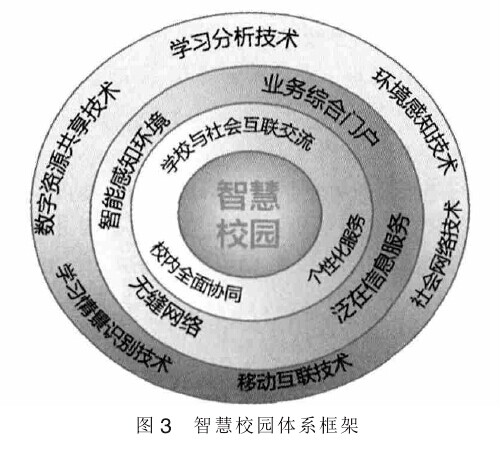 学习分析技术
环境感知技术
数字资源共享技术
业务综合门户
智能感知环境
学校与社会互联交流
智慧
校园
校内全面协同
个性化服务
泛在信息服务
社会网络技术
无缝网络
学习情景识别技术
移动互联技术
图 3 智慧校园体系框架